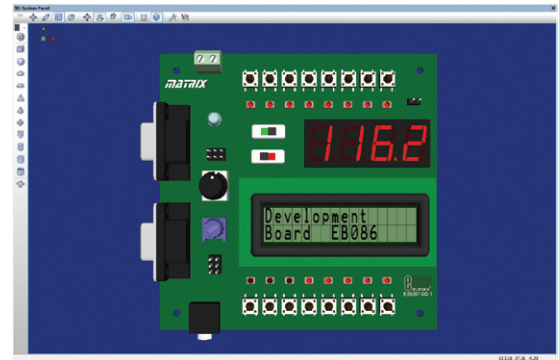 3D: System Panel
MATRIX
116.2
Development
Board EB086